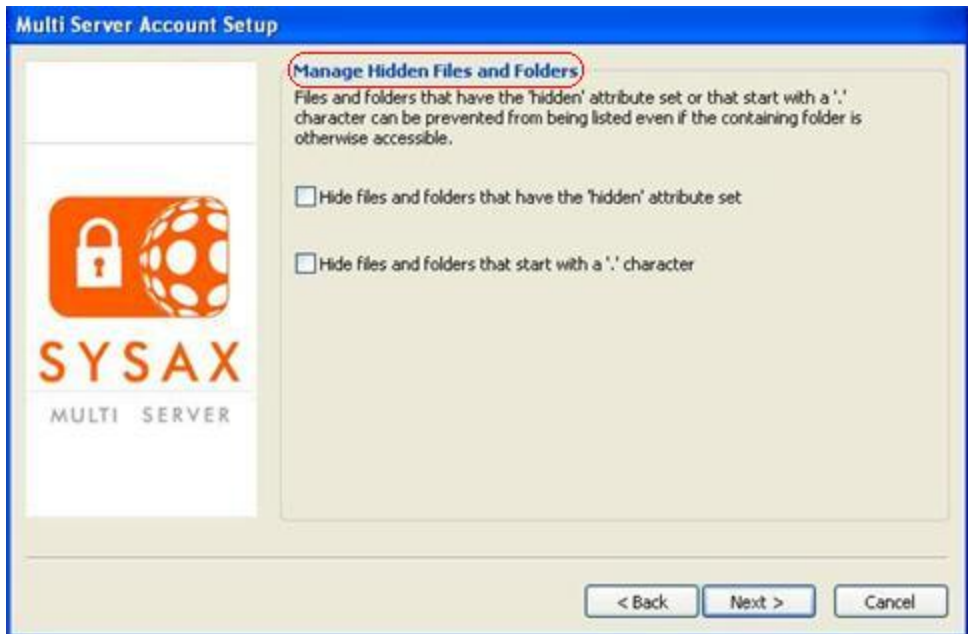 Multi Server Account Setup
Manage Hidden Files and Folders
Files and folders that have the 'hidden' attribute set or that start with a '.'
character can be prevented from being listed even if the containing folder is
otherwise accessible.
Hide files and folders that have the 'hidden' attribute set
Hide files and folders that start with a '.' character
SYSAX
MULTI SERVER
< Back
Next >
Cancel